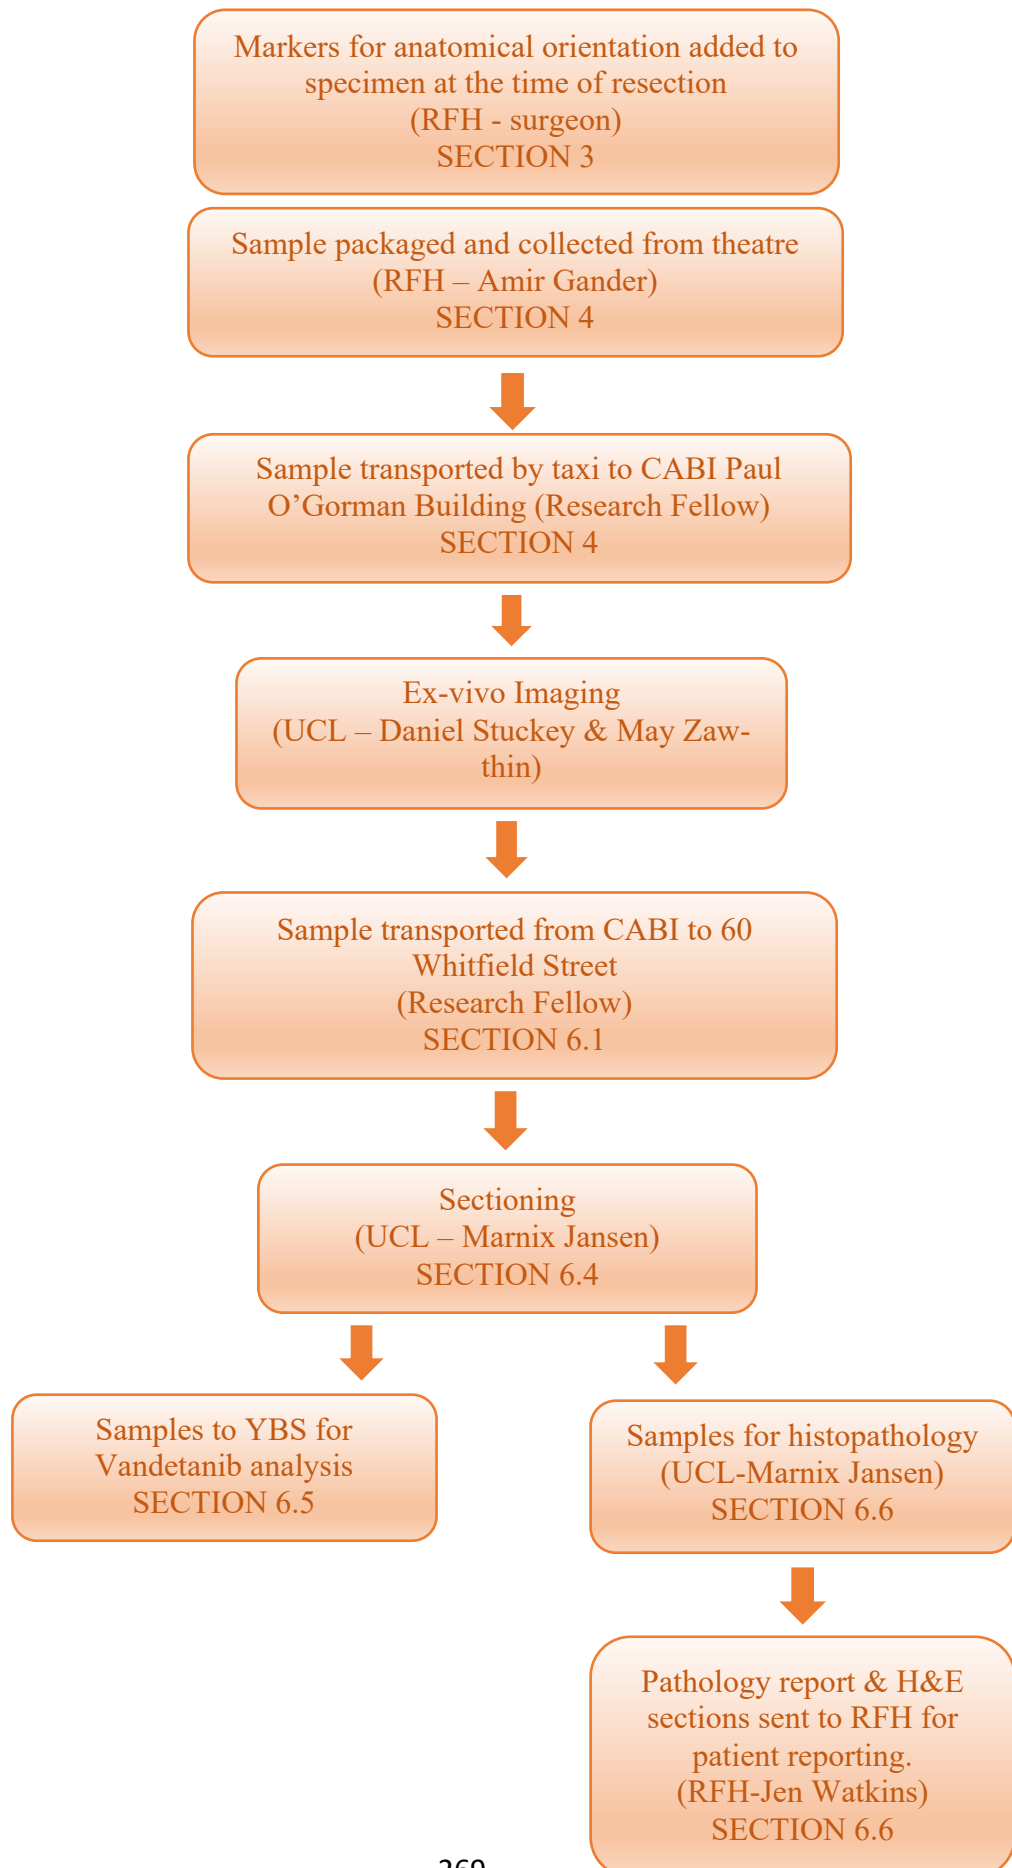 Markers for anatomical orientation added to
specimen at the time of resection
(RFH - surgeon)
SECTION 3
Sample packaged and collected from theatre
(RFH – Amir Gander)
SECTION 4
Sample transported by taxi to CABI Paul
O’Gorman Building (Research Fellow)
SECTION 4
Ex-vivo Imaging
(UCL – Daniel Stuckey & May Zaw-
thin)
Sample transported from CABI to 60
Whitfield Street
(Research Fellow)
SECTION 6.1
Sectioning
(UCL – Marnix Jansen)
SECTION 6.4
Samples to YBS for
Vandetanib analysis
SECTION 6.5
Samples for histopathology
(UCL-Marnix Jansen)
SECTION 6.6
Pathology report & H&E
sections sent to RFH for
patient reporting.
(RFH-Jen Watkins)
SECTION 6.6